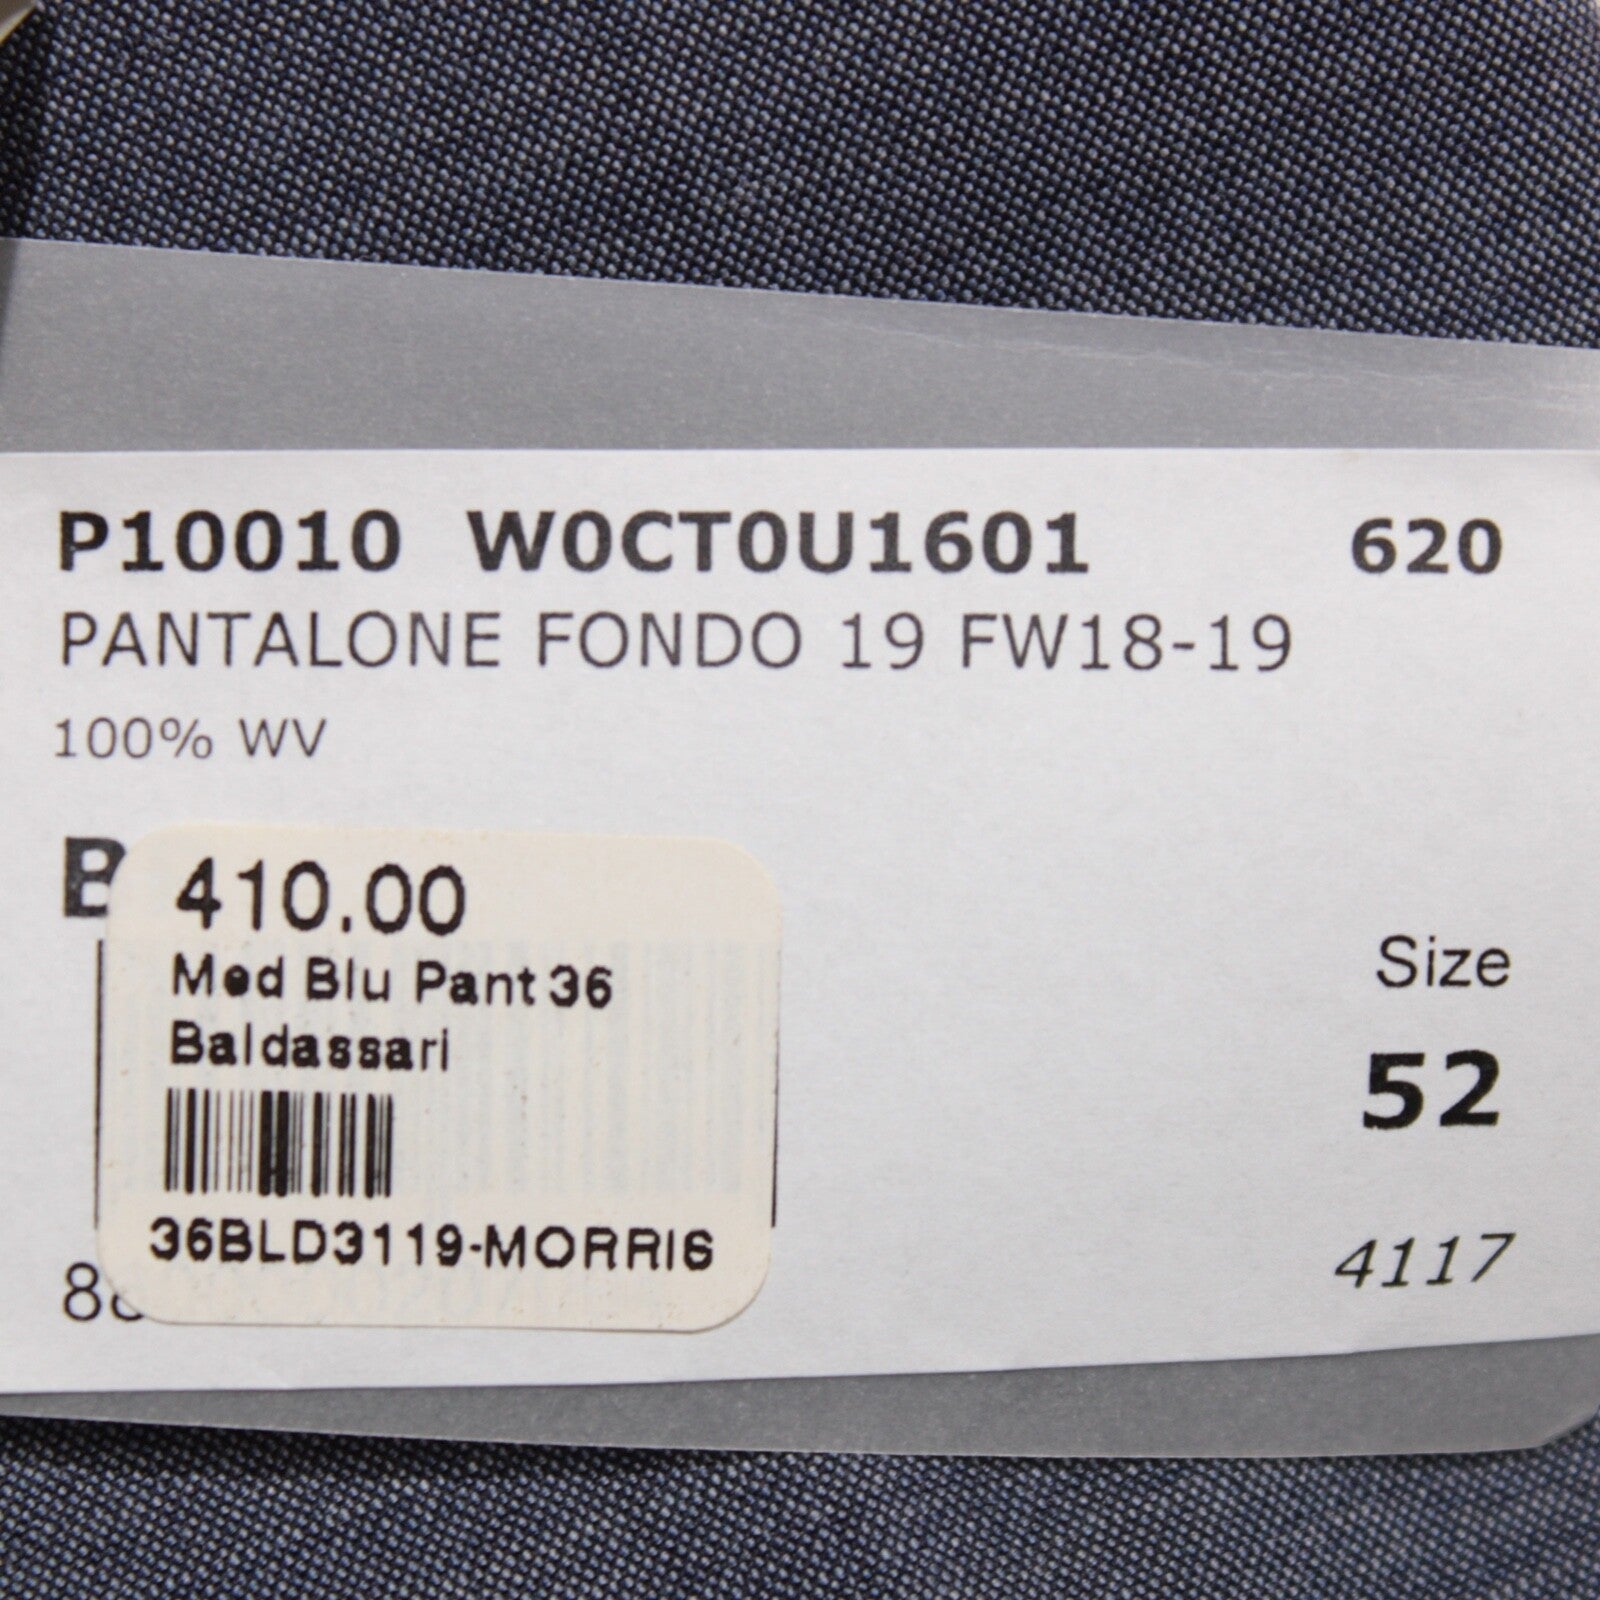 P10010 W0CT0U1601 620
PANTALONE FONDO 19 FW18-19
100% WV
410.00
Med Blu Pant 36
Baldassari
Size
52
36BLD3119-MORRIS
4117